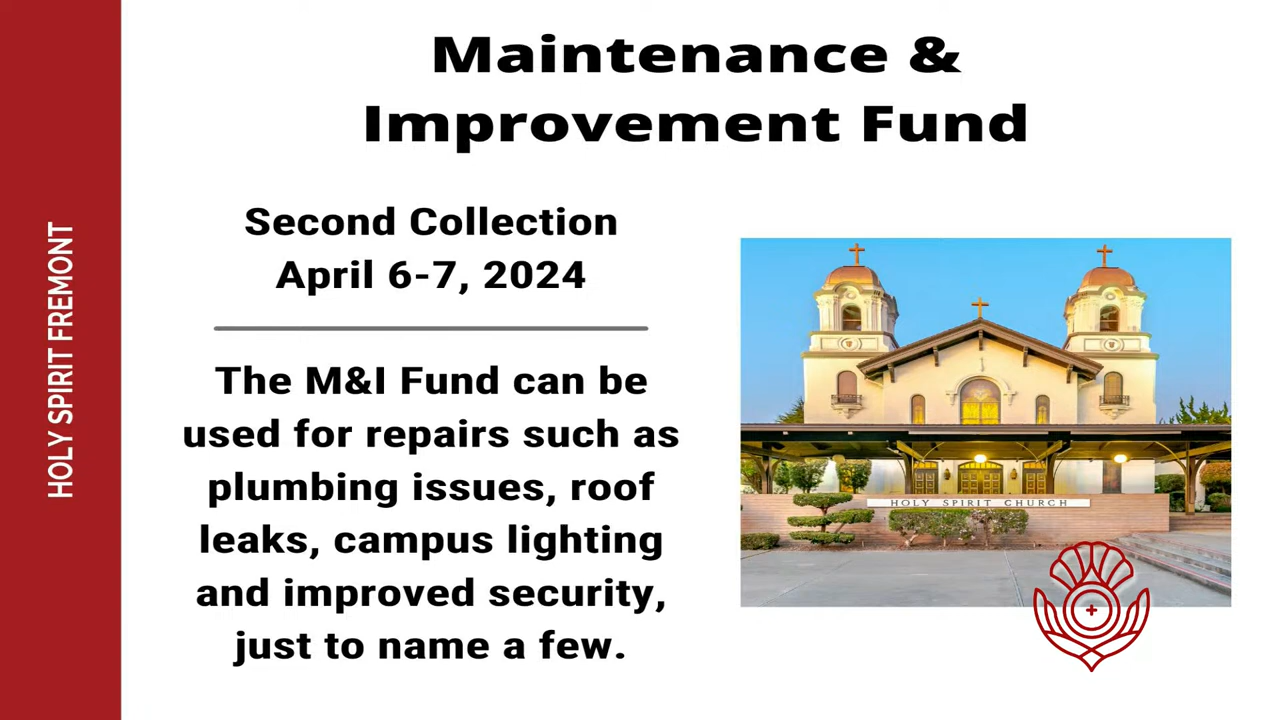 Maintenance &
Improvement Fund
Second Collection
April 6-7, 2024
The M&I Fund can be
used for repairs such as
plumbing issues, roof
leaks, campus lighting
and improved security,
just to name a few.
HOLY SPIRIT FREMONT
HOLY SPIRIT CHURCH